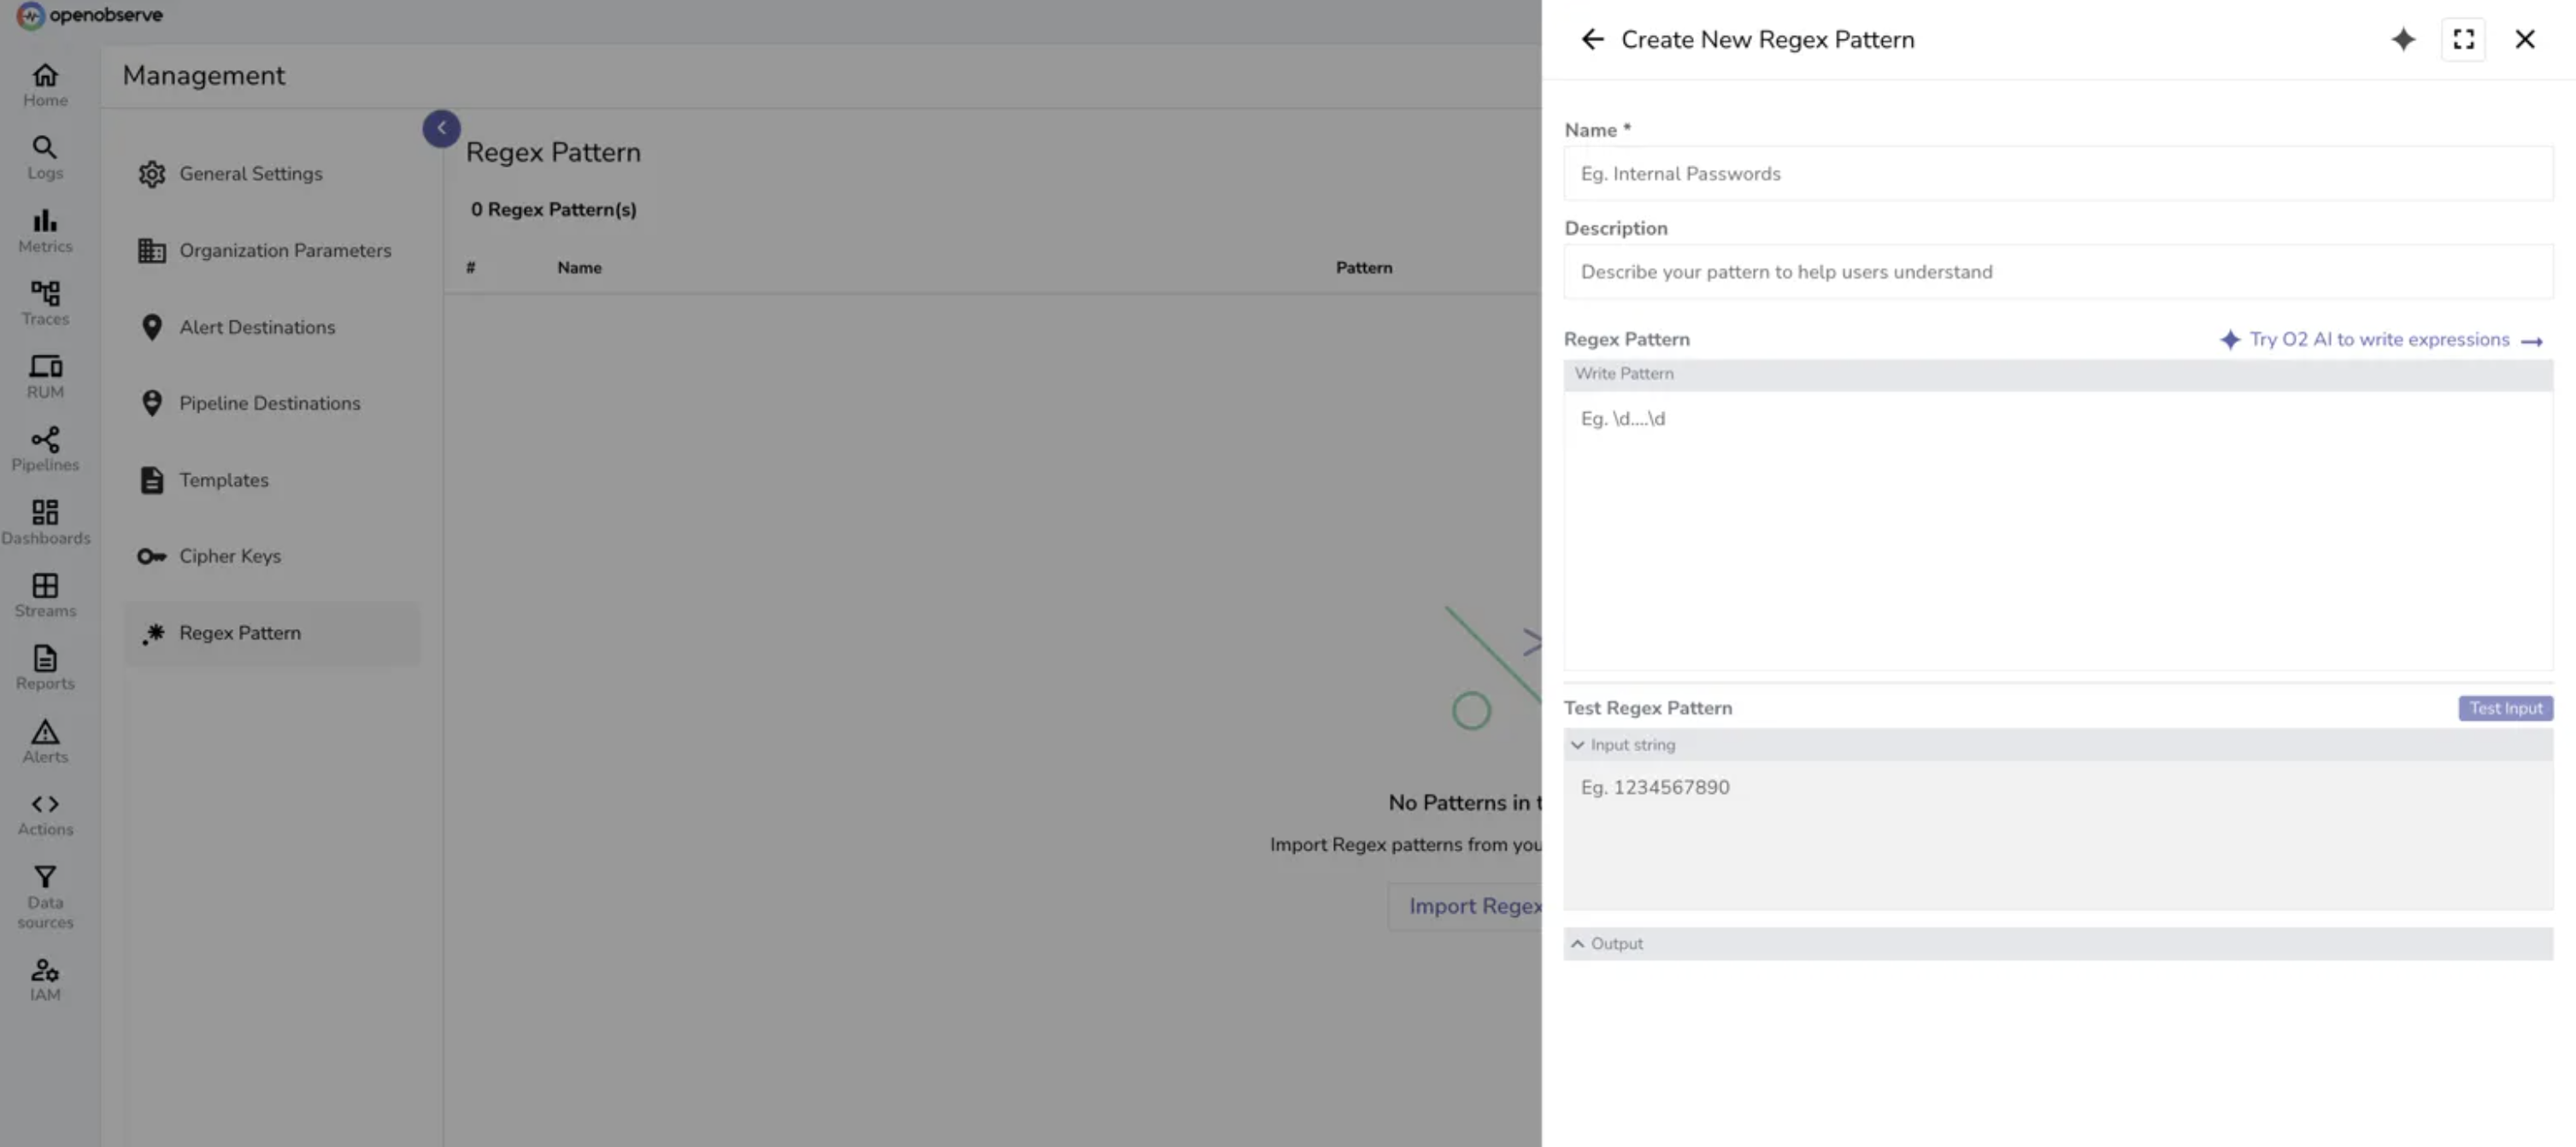 openobserve
Home
Logs
Metrics
Traces
RUM
Pipelines
Dashboards
Streams
Reports
Alerts
Actions
Data
sources
IAM
Management
General Settings
Organization Parameters
Alert Destinations
Pipeline Destinations
Templates
Cipher Keys
Regex Pattern
Regex Pattern
0 Regex Pattern(s)
# Name Pattern
No Patterns in t
Import Regex patterns from you
Import Regex
Create New Regex Pattern
Name *
Eg. Internal Passwords
Description
Describe your pattern to help users understand
Regex Pattern Try O2 AI to write expressions →
Write Pattern
Eg. \d....\d
Test Regex Pattern Test Input
Input string
Eg. 1234567890
Output